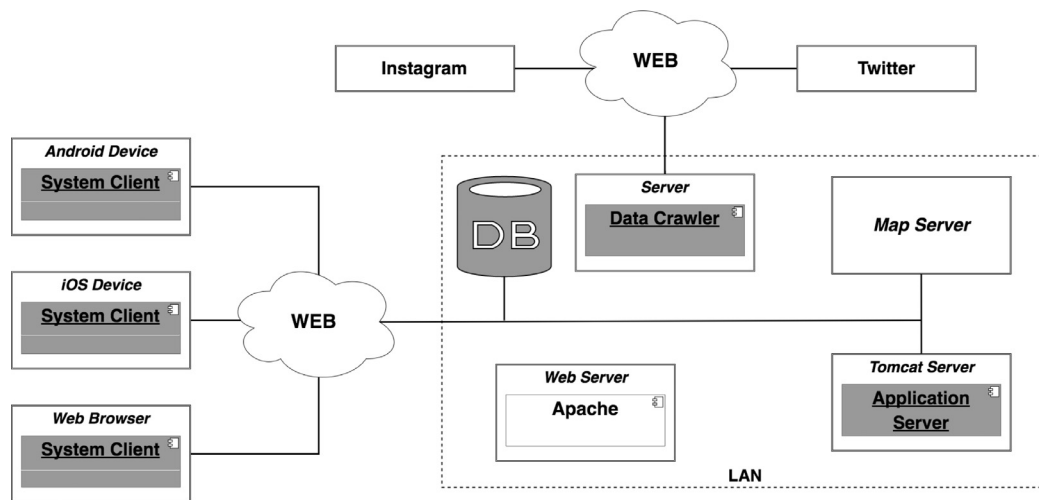 Instagram
WEB
Twitter
Android Device
System Client
iOS Device
System Client
Web Browser
System Client
WEB
DB
Server
Data Crawler
Map Server
Web Server
Apache
Tomcat Server
Application
Server
LAN